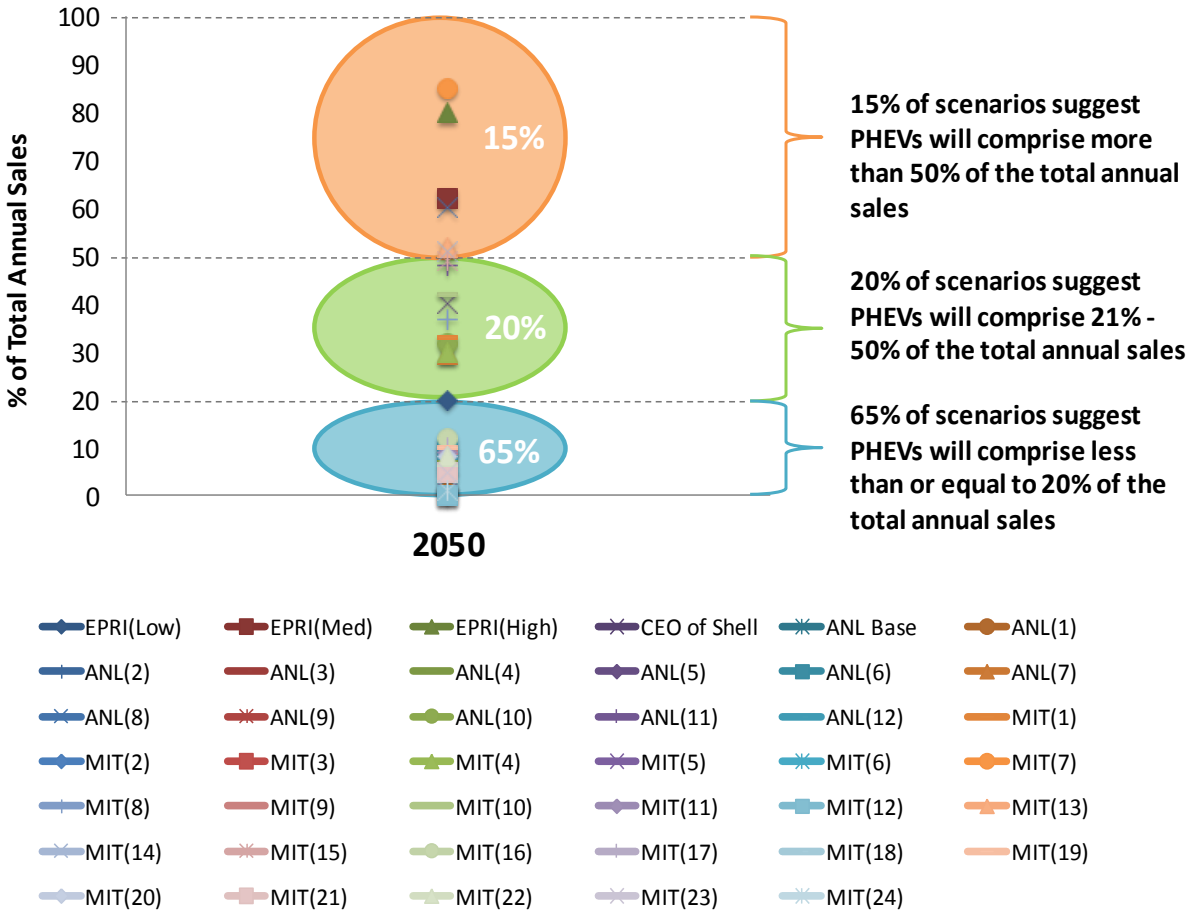 % of Total Annual Sales
100
90
80
70
60
50
40
30
20
10
0
15%
20%
65%
2050
15% of scenarios suggest
PHEVs will comprise more
than 50% of the total annual
sales
20% of scenarios suggest
PHEVs will comprise 21% -
50% of the total annual sales
65% of scenarios suggest
PHEVs will comprise less
than or equal to 20% of the
total annual sales
EPRI(Low) EPRI(Med) EPRI(High) CEO of Shell ANL Base ANL(1)
ANL(2) ANL(3) ANL(4) ANL(5) ANL(6) ANL(7)
ANL(8) ANL(9) ANL(10) ANL(11) ANL(12) MIT(1)
MIT(2) MIT(3) MIT(4) MIT(5) MIT(6) MIT(7)
MIT(8) MIT(9) MIT(10) MIT(11) MIT(12) MIT(13)
MIT(14) MIT(15) MIT(16) MIT(17) MIT(18) MIT(19)
MIT(20) MIT(21) MIT(22) MIT(23) MIT(24)